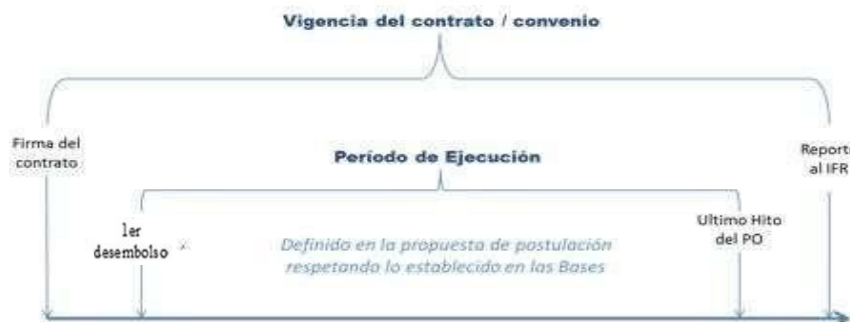 Vigencia del contrato / convenio
Firma del
contrato
Reporte
al IFR
Período de Ejecución
1er
desembolso
Ultimo Hito
del PO
Definido en la propuesta de postulación
respetando lo establecido en las Bases